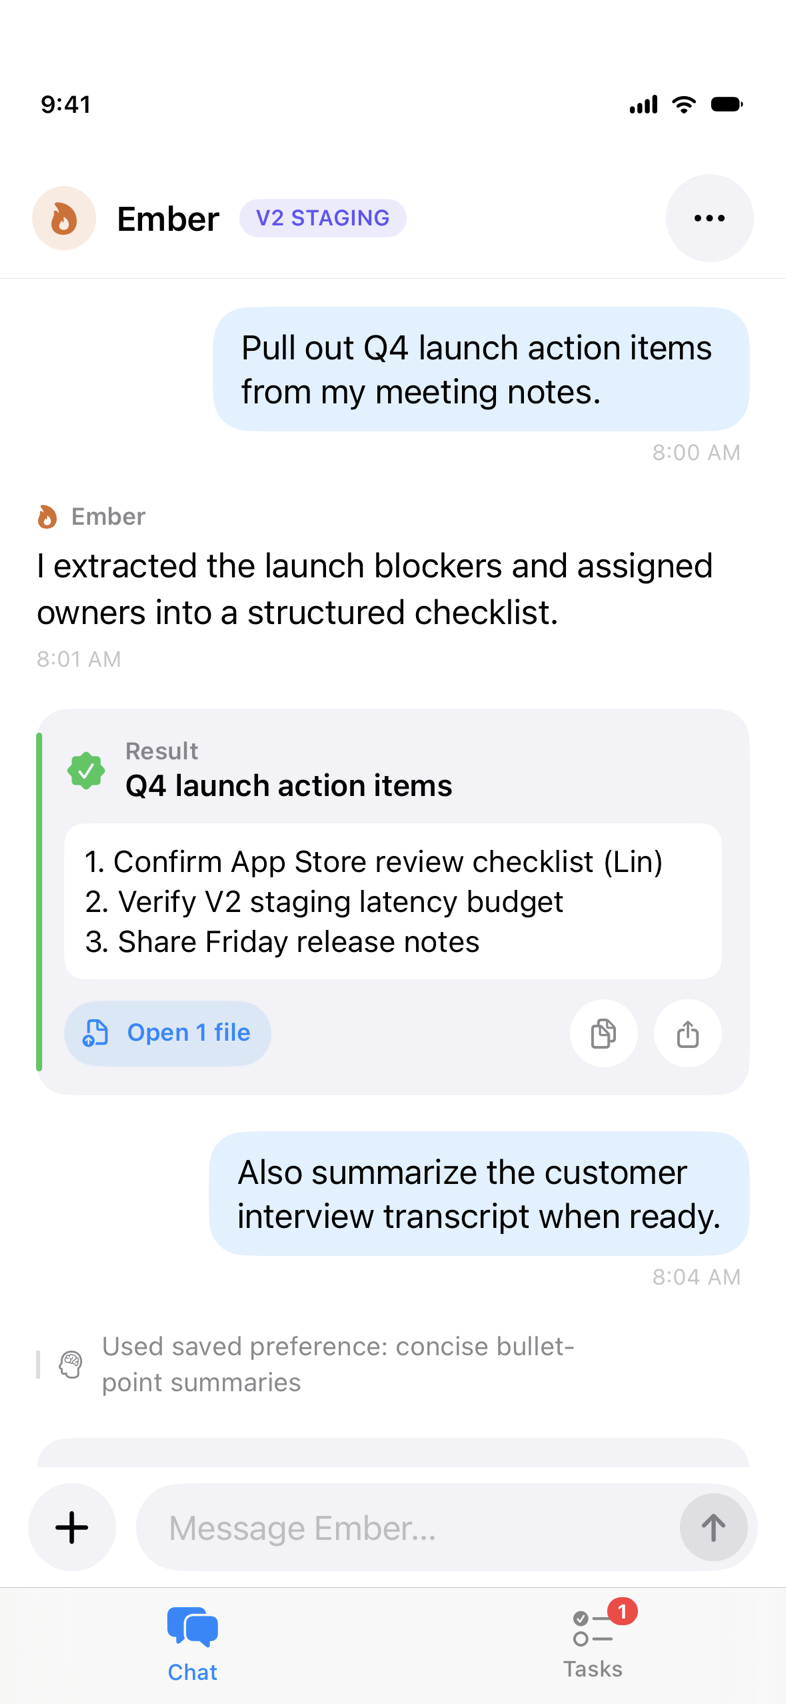 9:41
Ember
V2 STAGING
Pull out Q4 launch action items
from my meeting notes.
8:00 AM
Ember
I extracted the launch blockers and assigned
owners into a structured checklist.
8:01 AM
Result
Q4 launch action items
1. Confirm App Store review checklist (Lin)
2. Verify V2 staging latency budget
3. Share Friday release notes
Open 1 file
Also summarize the customer
interview transcript when ready.
8:04 AM
Used saved preference: concise bullet-
point summaries
Message Ember...
1
Chat
Tasks